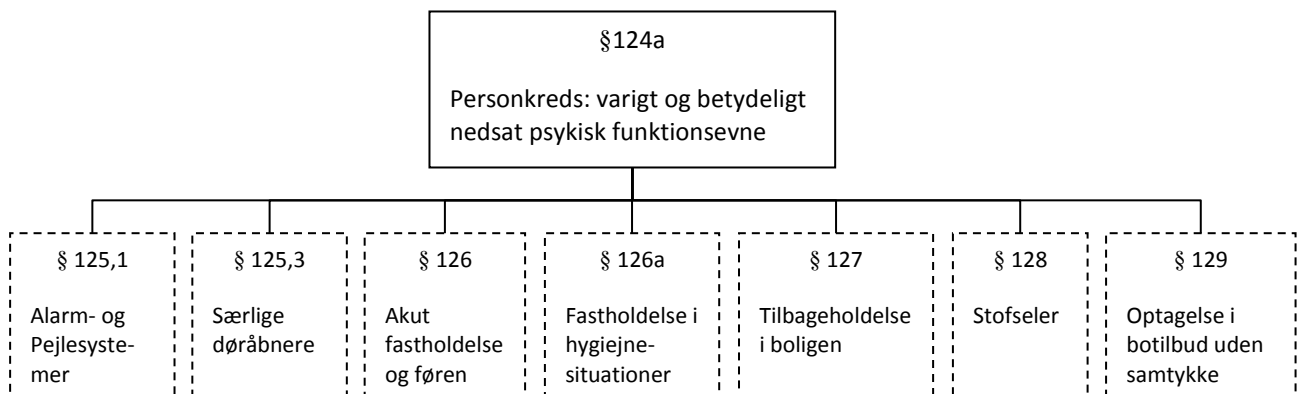 §124a
Personkreds: varigt og betydeligt
nedsat psykisk funktionsevne
§ 125,1
Alarm- og
Pejlesyste-
mer
§ 125,3
Særlige
døråbnere
§ 126
Akut
fastholdelse
og føren
§ 126a
Fastholdelse i
hygiejne-
situationer
§ 127
Tilbageholdelse
i boligen
§ 128
Stofseler
§ 129
Optagelse i
botilbud uden
samtykke